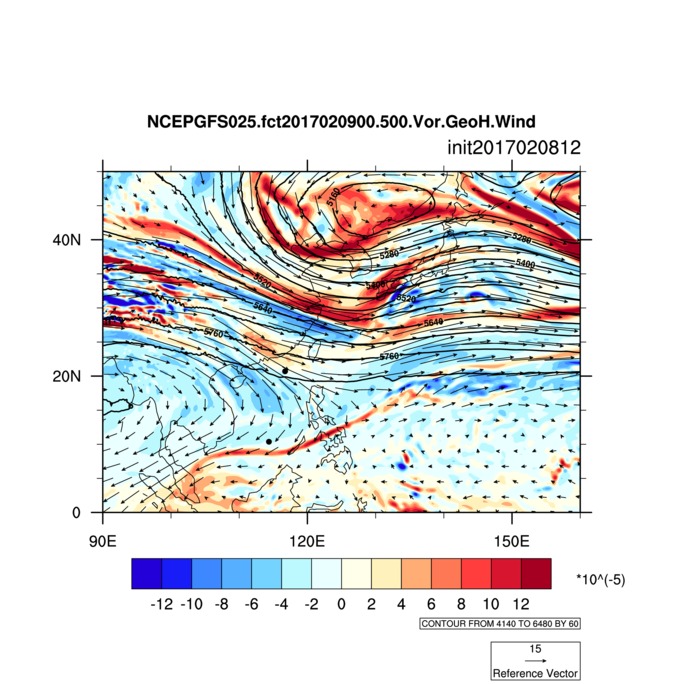 NCEPGFS025.fct2017020900.500.Vor.GeoH.Wind
init2017020812
5160
40N
5280
5280
5400
5400
5520
5520
5640
5640
5760
5760
20N
0
90E 120E 150E
-12 -10 -8 -6 -4 -2 0 2 4 6 8 10 12 *10^(-5)
CONTOUR FROM 4140 TO 6480 BY 60
15
Reference Vector